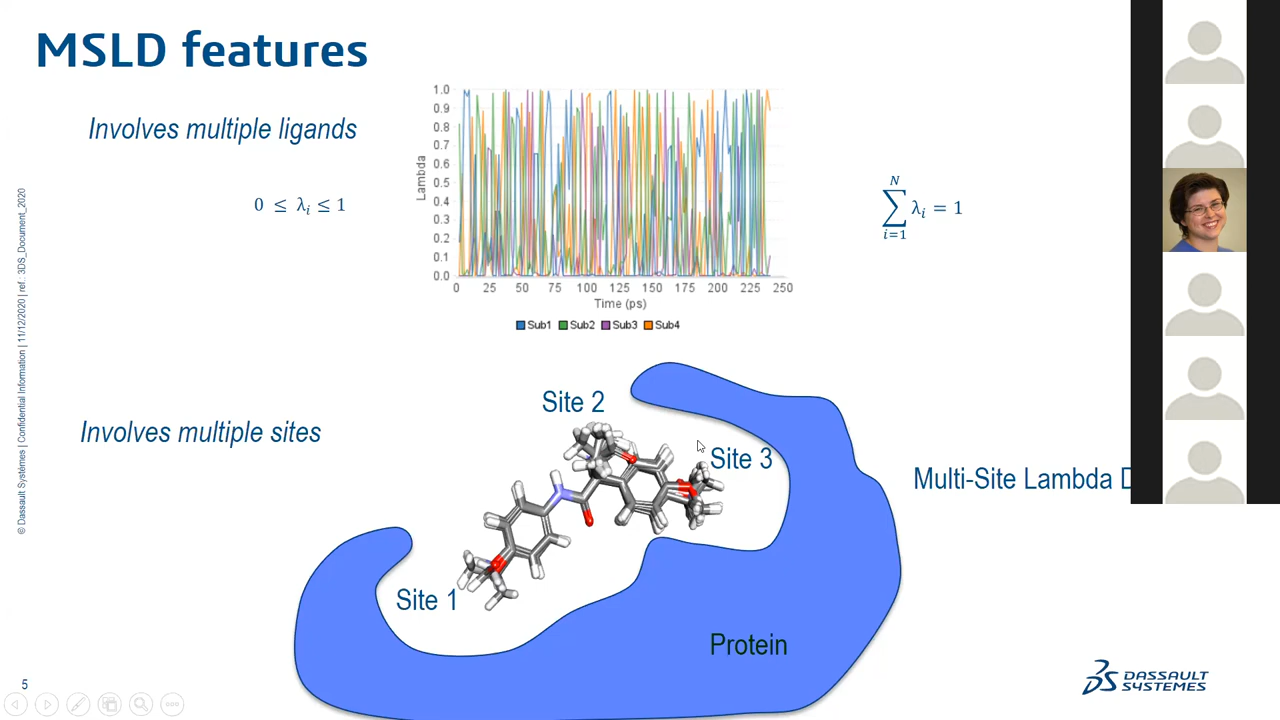 MSLD features
Involves multiple ligands
0 ≤ λi ≤ 1
Lambda
1.0
0.9
0.8
0.7
0.6
0.5
0.4
0.3
0.2
0.1
0.0
0 25 50 75 100 125 150 175 200 225 250
Time (ps)
Sub1 Sub2 Sub3 Sub4
N
∑ λi = 1
i=1
Involves multiple sites
Site 2
Site 3
Site 1
Protein
Multi-Site Lambda D
© Dassault Systèmes | Confidential Information | 11/12/2020 | ref.: 3DS_Document_2020
5
DASSAULT
SYSTEMES